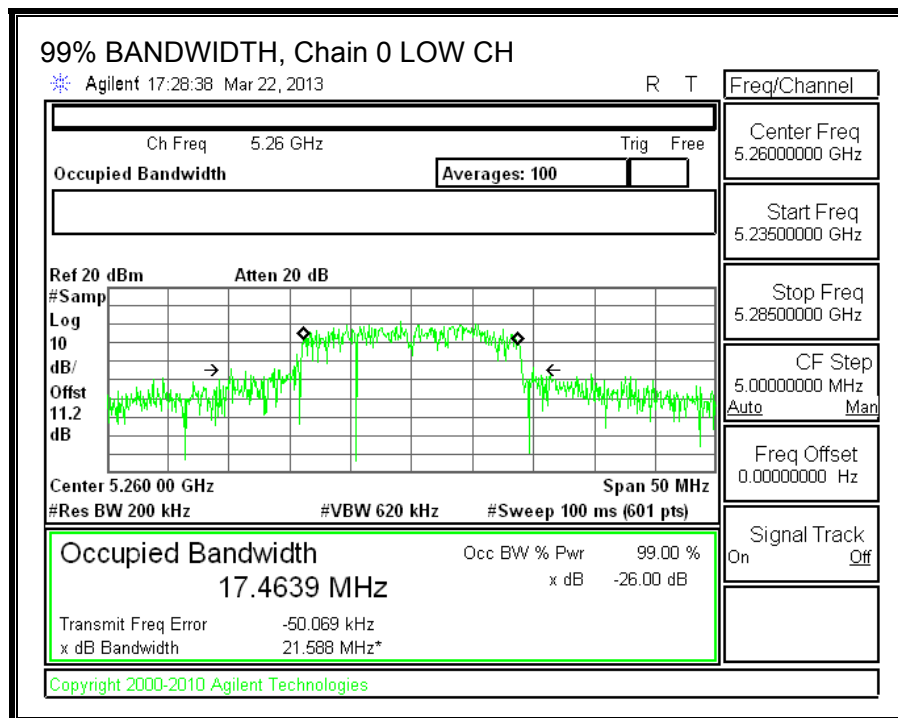 99% BANDWIDTH, Chain 0 LOW CH
Agilent 17:28:38 Mar 22, 2013 R T
Freq/Channel
Ch Freq 5.26 GHz Trig Free
Occupied Bandwidth Averages: 100
Center Freq
5.26000000 GHz
Start Freq
5.23500000 GHz
Stop Freq
5.28500000 GHz
CF Step
5.00000000 MHz
Auto Man
Freq Offset
0.00000000 Hz
Signal Track
On Off
Ref 20 dBm Atten 20 dB
#Samp
Log
10
dB/
Offst
11.2
dB
Center 5.260 00 GHz Span 50 MHz
#Res BW 200 kHz #VBW 620 kHz #Sweep 100 ms (601 pts)
Occupied Bandwidth Occ BW % Pwr 99.00 %
17.4639 MHz x dB -26.00 dB
Transmit Freq Error -50.069 kHz
x dB Bandwidth 21.588 MHz*
Copyright 2000-2010 Agilent Technologies